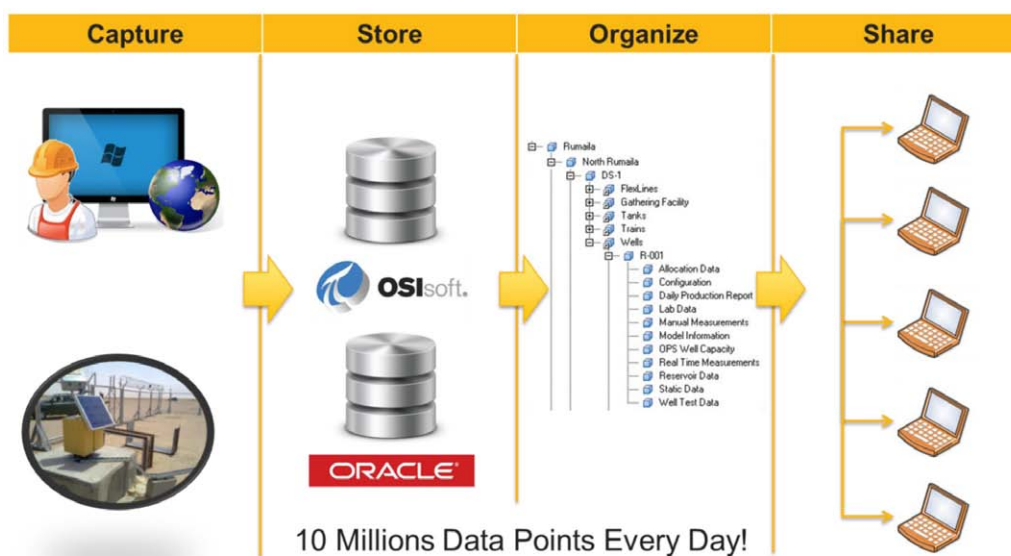 Capture
Store
Organize
Share
OSIsoft.
ORACLE
Rumaila
North Rumaila
DS-1
FlexLines
Gathering Facility
Tanks
Trains
Wells
R-001
Allocation Data
Configuration
Daily Production Report
Lab Data
Manual Measurements
Model Information
OPS Well Capacity
Real Time Measurements
Reservoir Data
Static Data
Well Test Data
10 Millions Data Points Every Day!